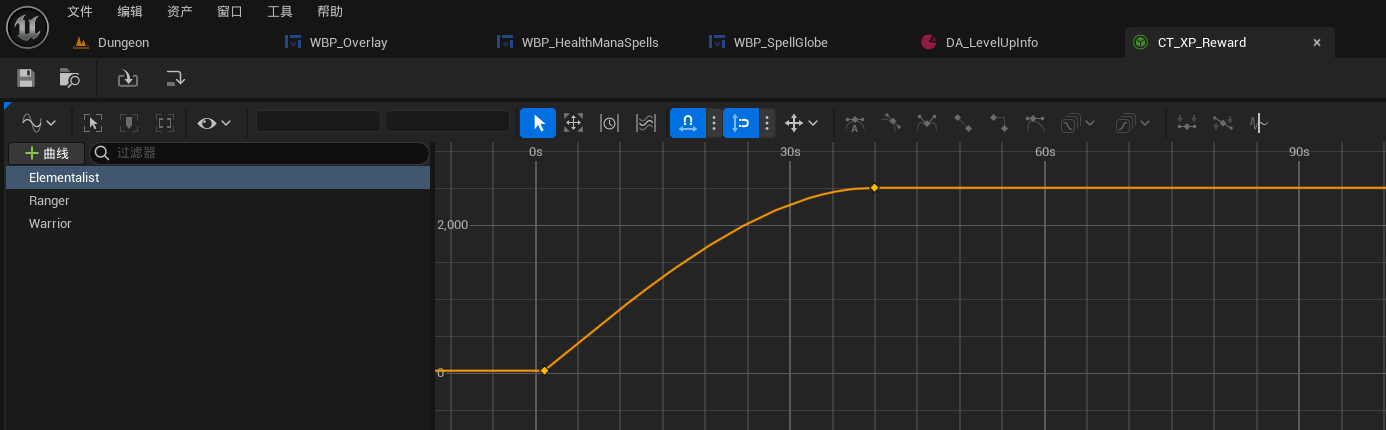 文件 编辑 资产 窗口 工具 帮助
Dungeon WBP_Overlay WBP_HealthManaSpells WBP_SpellGlobe DA_LevelUpInfo CT_XP_Reward
曲线 过滤器
0s 30s 60s 90s
Elementalist
Ranger
Warrior
2,000
0